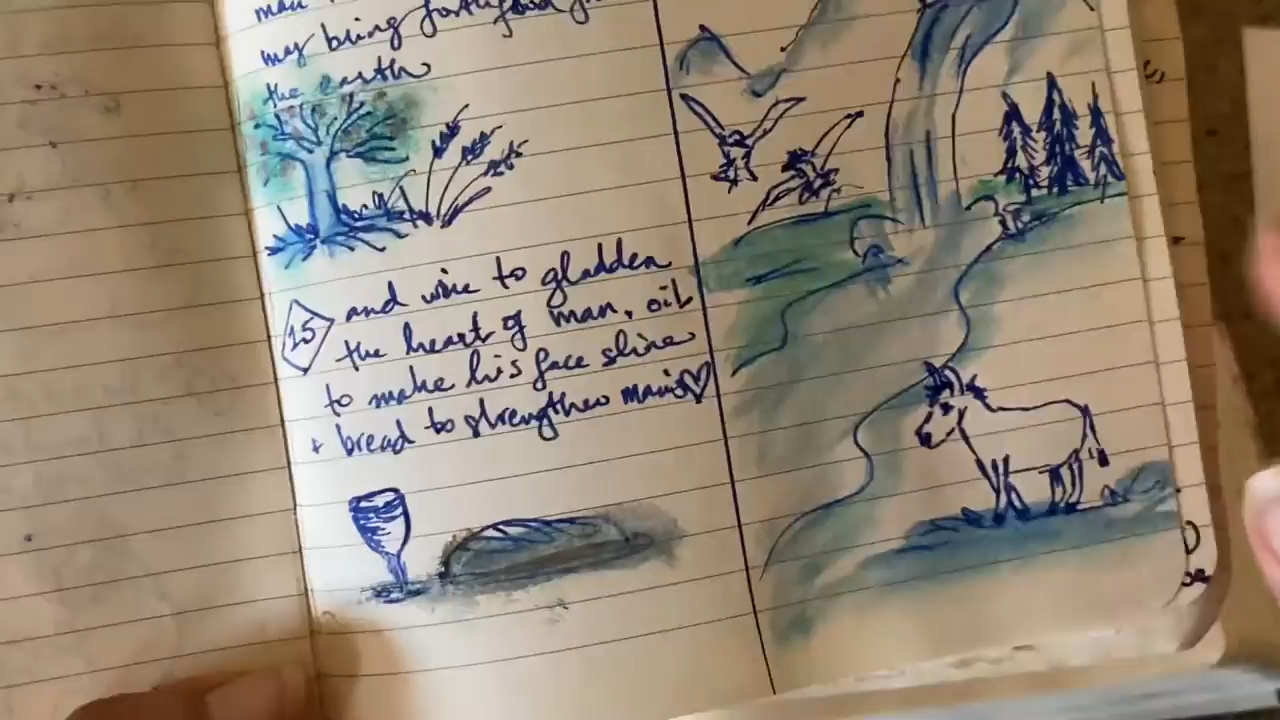 man
may bring forth food
the earth
15 and wine to gladden
the heart of man, oil
to make his face shine
+ bread to strengthen man's ♡